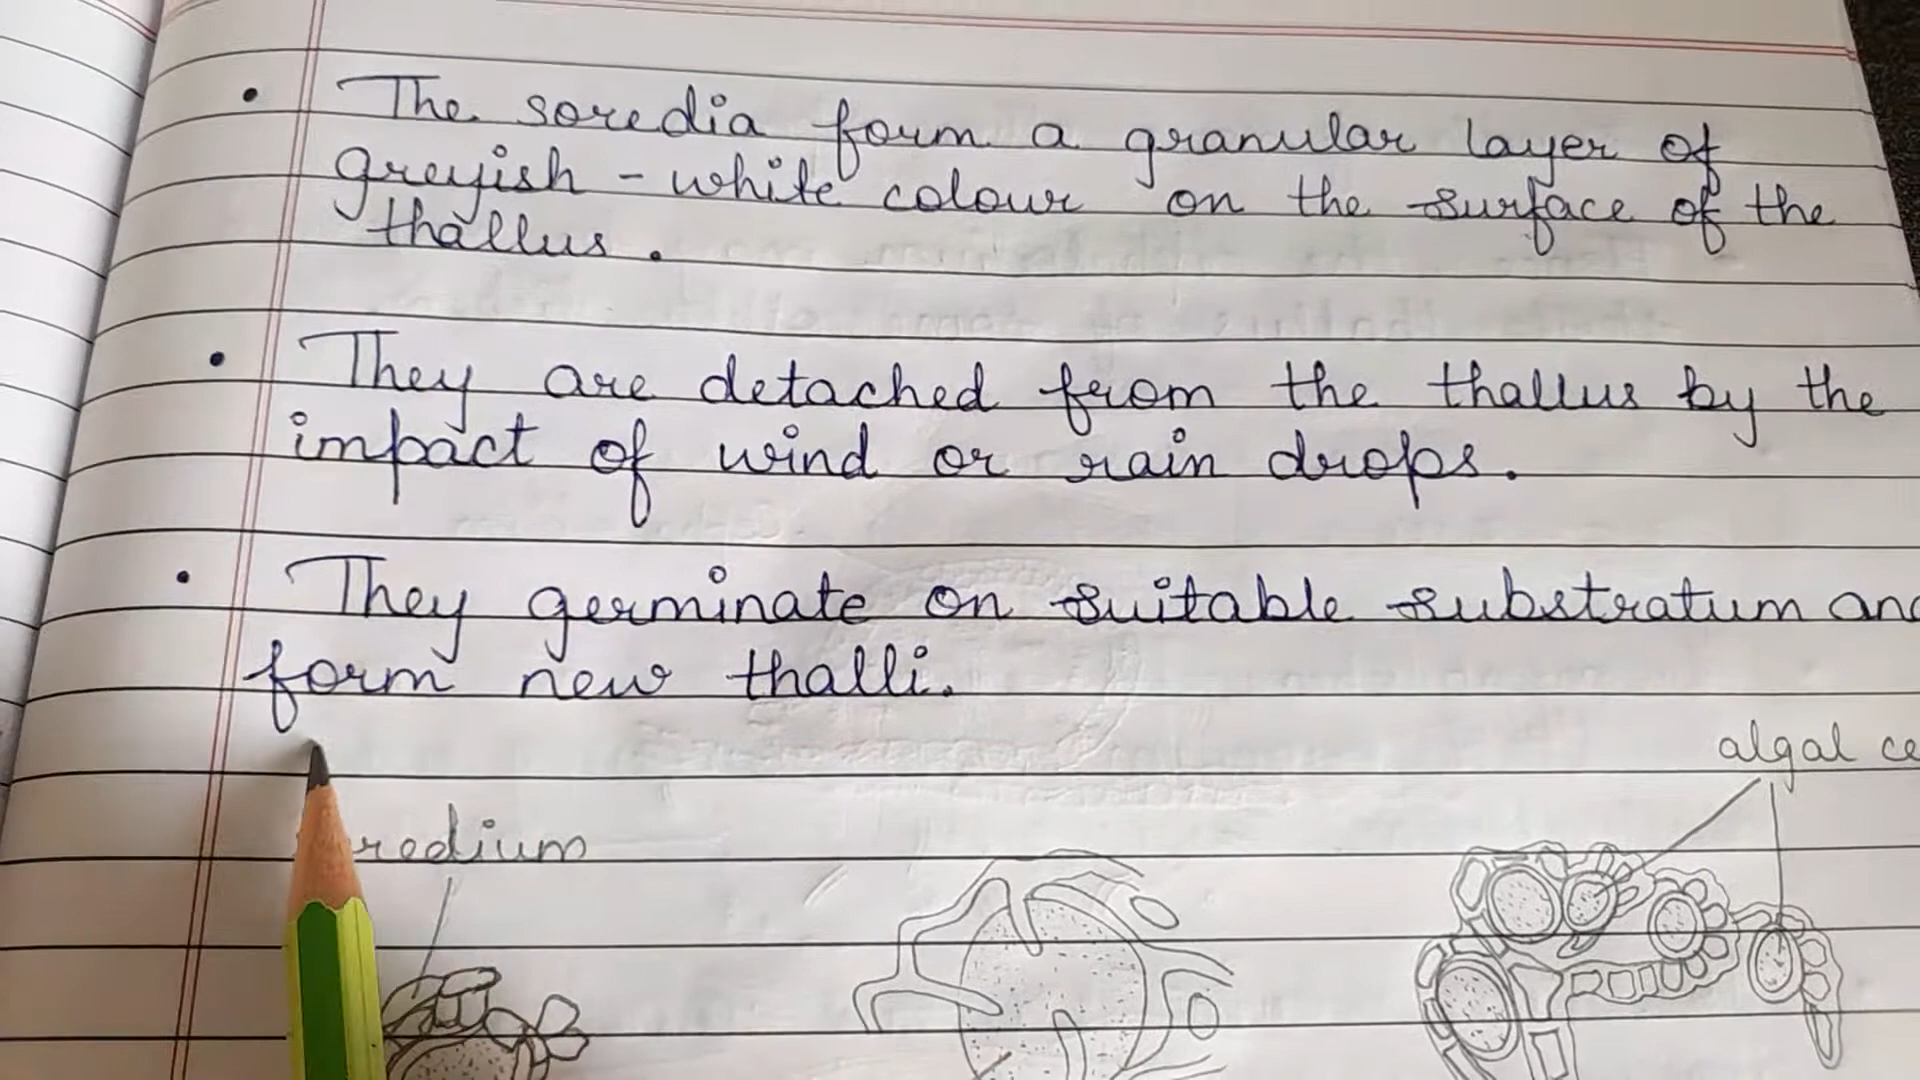 • The soredia form a granular layer of
greyish - white colour on the surface of the
thallus.
• They are detached from the thallus by the
impact of wind or rain drops.
• They germinate on suitable substratum and
form new thalli.
algal ce
redium